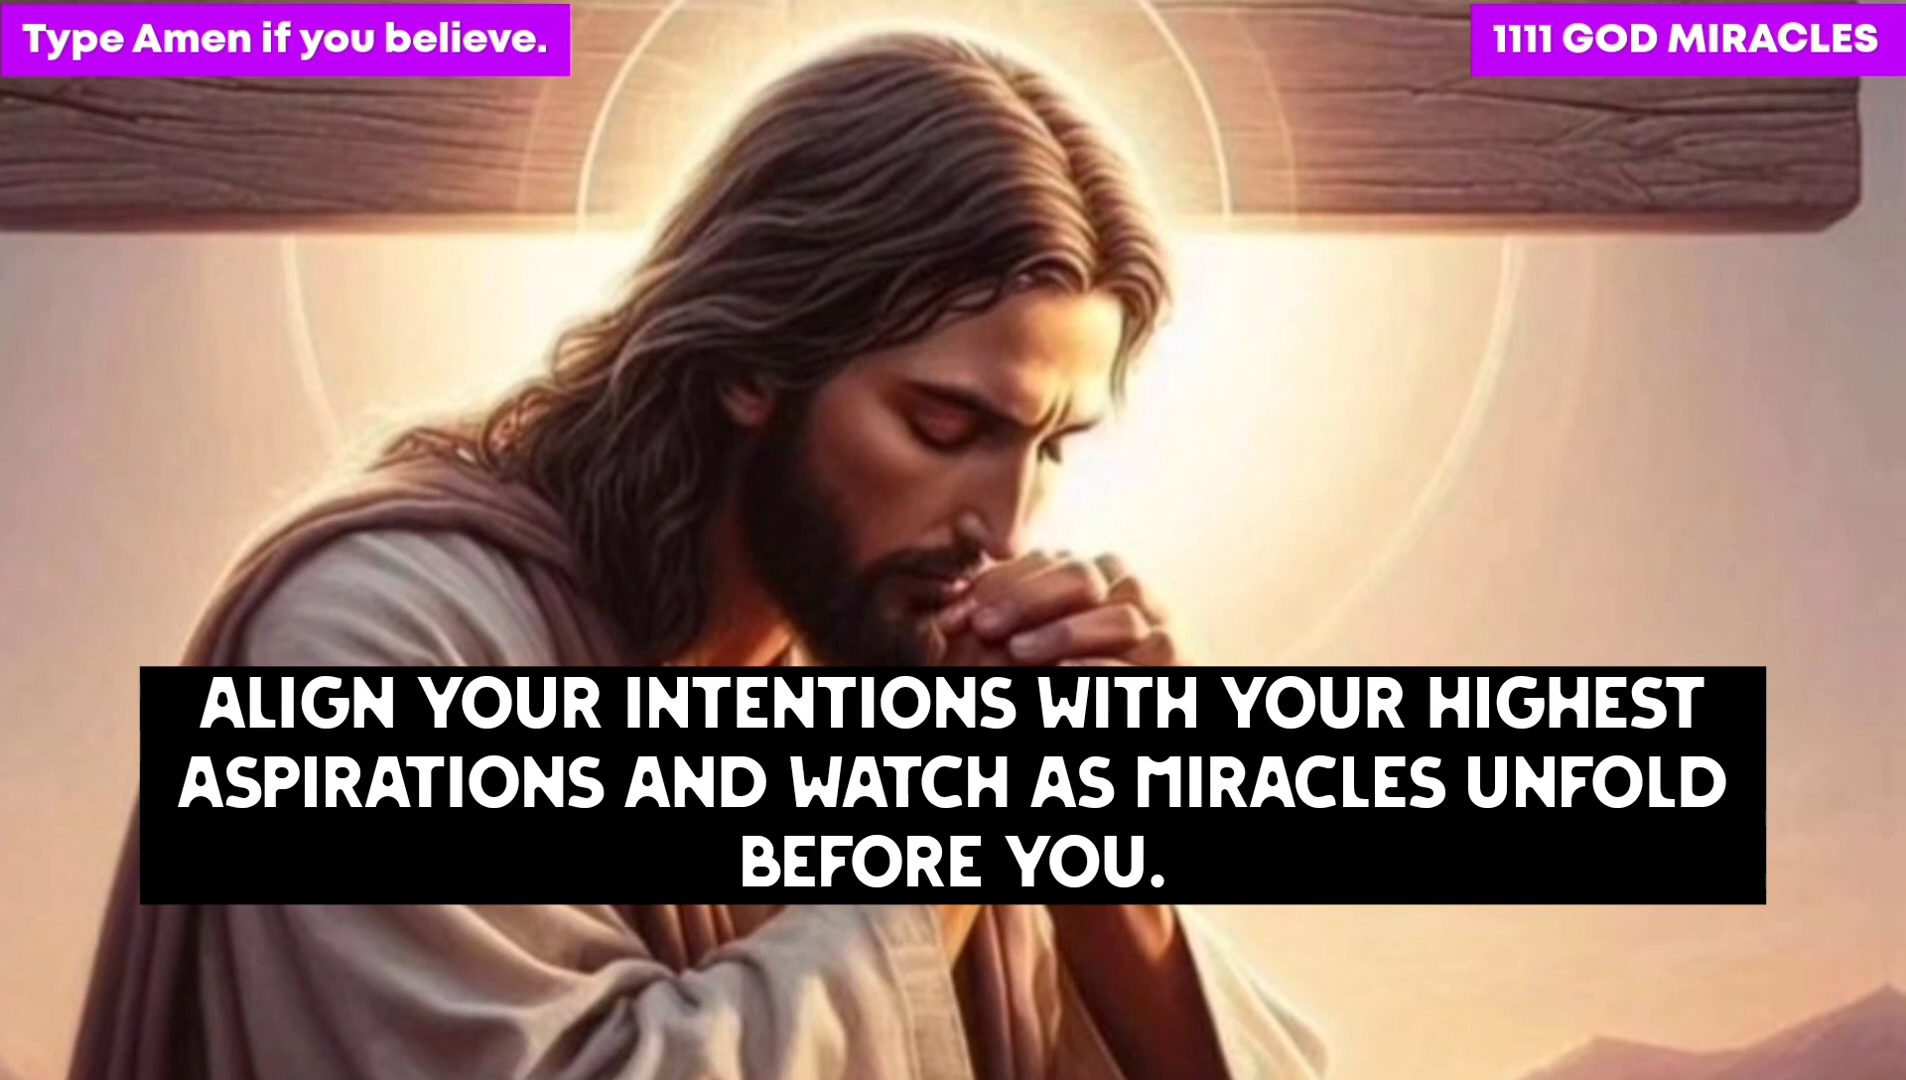 Type Amen if you believe.
1111 GOD MIRACLES
ALIGN YOUR INTENTIONS WITH YOUR HIGHEST
ASPIRATIONS AND WATCH AS MIRACLES UNFOLD
BEFORE YOU.